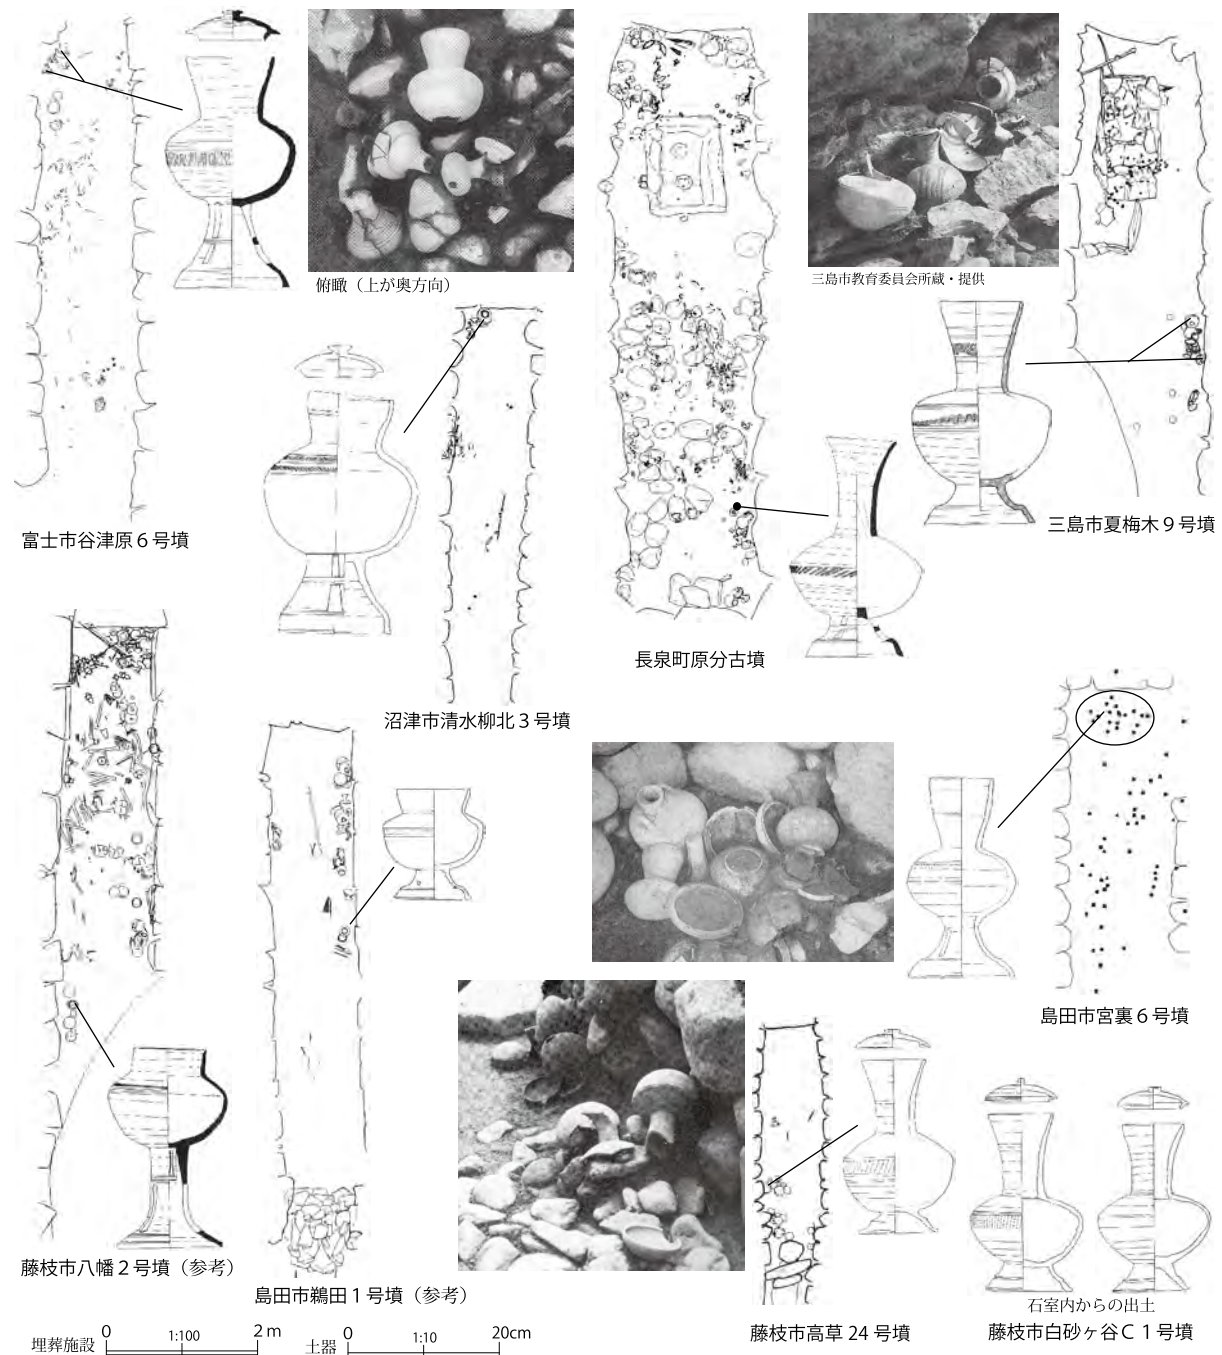 俯瞰（上が奥方向）
三島市教育委員会所蔵・提供
富士市谷津原６号墳
三島市夏梅木９号墳
長泉町原分古墳
沼津市清水柳北３号墳
島田市宮裏６号墳
藤枝市八幡２号墳（参考）
島田市鵜田１号墳（参考）
石室内からの出土
藤枝市高草 24 号墳
藤枝市白砂ヶ谷Ｃ１号墳
埋葬施設 0 1:100 2 m
土器 0 1:10 20cm